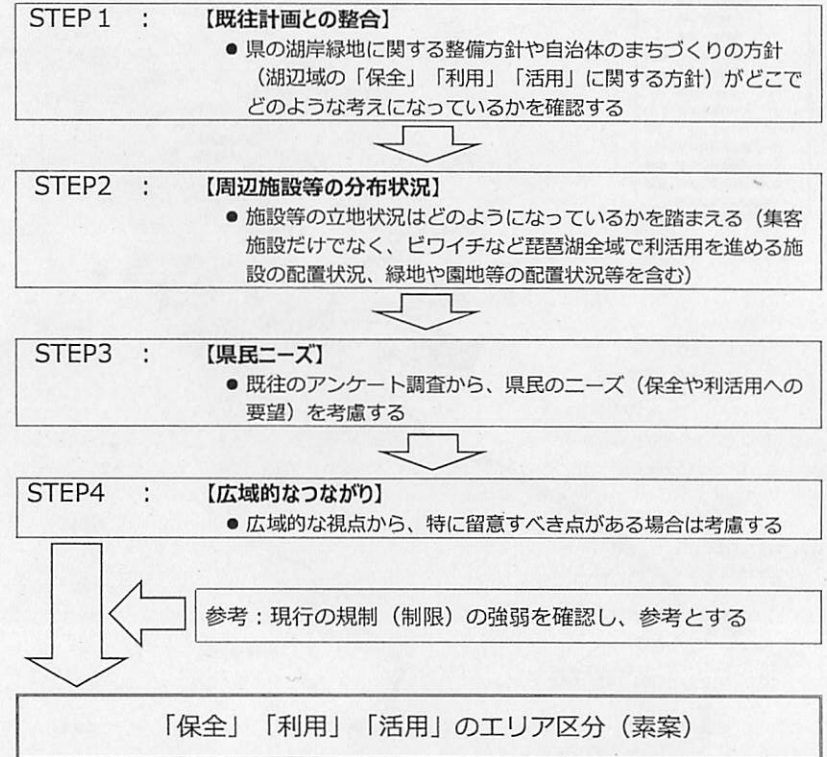 STEP1 : 【既往計画との整合】
● 県の湖岸緑地に関する整備方針や自治体のまちづくりの方針
（湖辺域の「保全」「利用」「活用」に関する方針）がどこで
どのような考えになっているかを確認する
STEP2 : 【周辺施設等の分布状況】
● 施設等の立地状況はどのようになっているかを踏まえる（集客
施設だけでなく、ビワイチなど琵琶湖全域で利活用を進める施
設の配置状況、緑地や園地等の配置状況等を含む）
STEP3 : 【県民ニーズ】
● 既往のアンケート調査から、県民のニーズ（保全や利活用への
要望）を考慮する
STEP4 : 【広域的なつながり】
● 広域的な視点から、特に留意すべき点がある場合は考慮する
参考：現行の規制（制限）の強弱を確認し、参考とする
「保全」「利用」「活用」のエリア区分（素案）